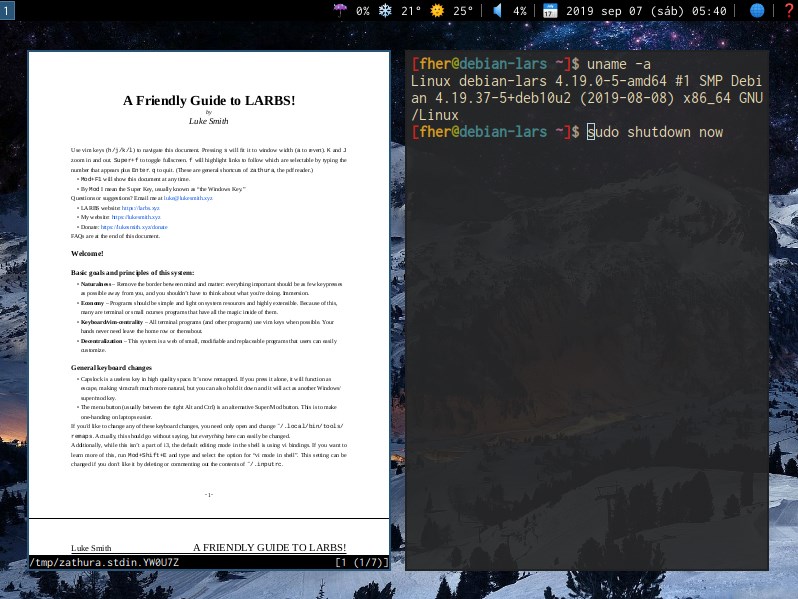 1
0% 21° 25° | 4% | 17 2019 sep 07 (sáb) 05:40 | | ?
A Friendly Guide to LARBS!
by
Luke Smith
Use vim keys (h/j/k/l) to navigate this document. Pressing s will fit it to window width (a to revert). K and J
zoom in and out. Super+f to toggle fullscreen. f will highlight links to follow which are selectable by typing the
number that appears plus Enter. q to quit. (These are general shortcuts of zathura, the pdf reader.)
• Mod+F1 will show this document at any time.
• By Mod I mean the Super Key, usually known as “the Windows Key.”
Questions or suggestions? Email me at luke@lukesmith.xyz
• LARBS website: https://larbs.xyz
• My website: https://lukesmith.xyz
• Donate: https://lukesmith.xyz/donate
FAQs are at the end of this document.
Welcome!
Basic goals and principles of this system:
• Naturalness – Remove the border between mind and matter: everything important should be as few keypresses
as possible away from you, and you shouldn’t have to think about what you’re doing. Immersion.
• Economy – Programs should be simple and light on system resources and highly extensible. Because of this,
many are terminal or small ncurses programs that have all the magic inside of them.
• Keyboard/vim-centrality – All terminal programs (and other programs) use vim keys when possible. Your
hands never need leave the home row or thereabout.
• Decentralization – This system is a web of small, modifiable and replaceable programs that users can easily
customize.
General keyboard changes
• Capslock is a useless key in high quality space. It’s now remapped. If you press it alone, it will function as
escape, making vimcraft much more natural, but you can also hold it down and it will act as another Windows/
super/mod key.
• The menu button (usually between the right Alt and Ctrl) is an alternative Super/Mod button. This is to make
one-handing on laptops easier.
If you’d like to change any of these keyboard changes, you need only open and change ~/.local/bin/tools/
remaps. Actually, this should go without saying, but everything here can be easily be changed.
Additionally, while this isn’t a part of i3, the default editing mode in the shell is using vi bindings. If you want to
learn more of this, run Mod+Shift+E and type and select the option for “vi mode in shell”. This setting can be
changed if you don’t like it by deleting or commenting out the contents of ~/.inputrc.
- 1 -
Luke Smith A FRIENDLY GUIDE TO LARBS!
/tmp/zathura.stdin.YW0U7Z [1 (1/7)]
[fher@debian-lars ~]$ uname -a
Linux debian-lars 4.19.0-5-amd64 #1 SMP Debi
an 4.19.37-5+deb10u2 (2019-08-08) x86_64 GNU
/Linux
[fher@debian-lars ~]$ sudo shutdown now